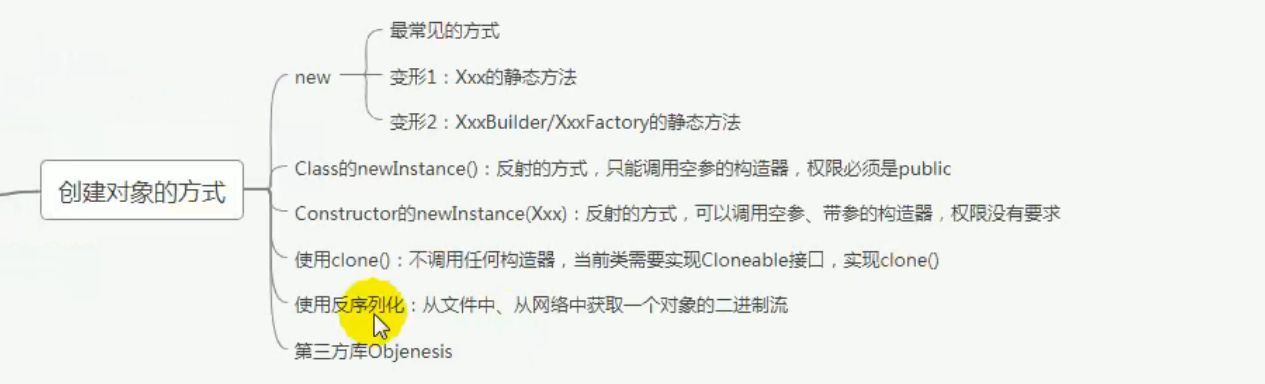 创建对象的方式
new
最常见的方式
变形1：Xxx的静态方法
变形2：XxxBuilder/XxxFactory的静态方法
Class的newInstance()：反射的方式，只能调用空参的构造器，权限必须是public
Constructor的newInstance(Xxx)：反射的方式，可以调用空参、带参的构造器，权限没有要求
使用clone()：不调用任何构造器，当前类需要实现Cloneable接口，实现clone()
使用反序列化：从文件中、从网络中获取一个对象的二进制流
第三方库Objenesis